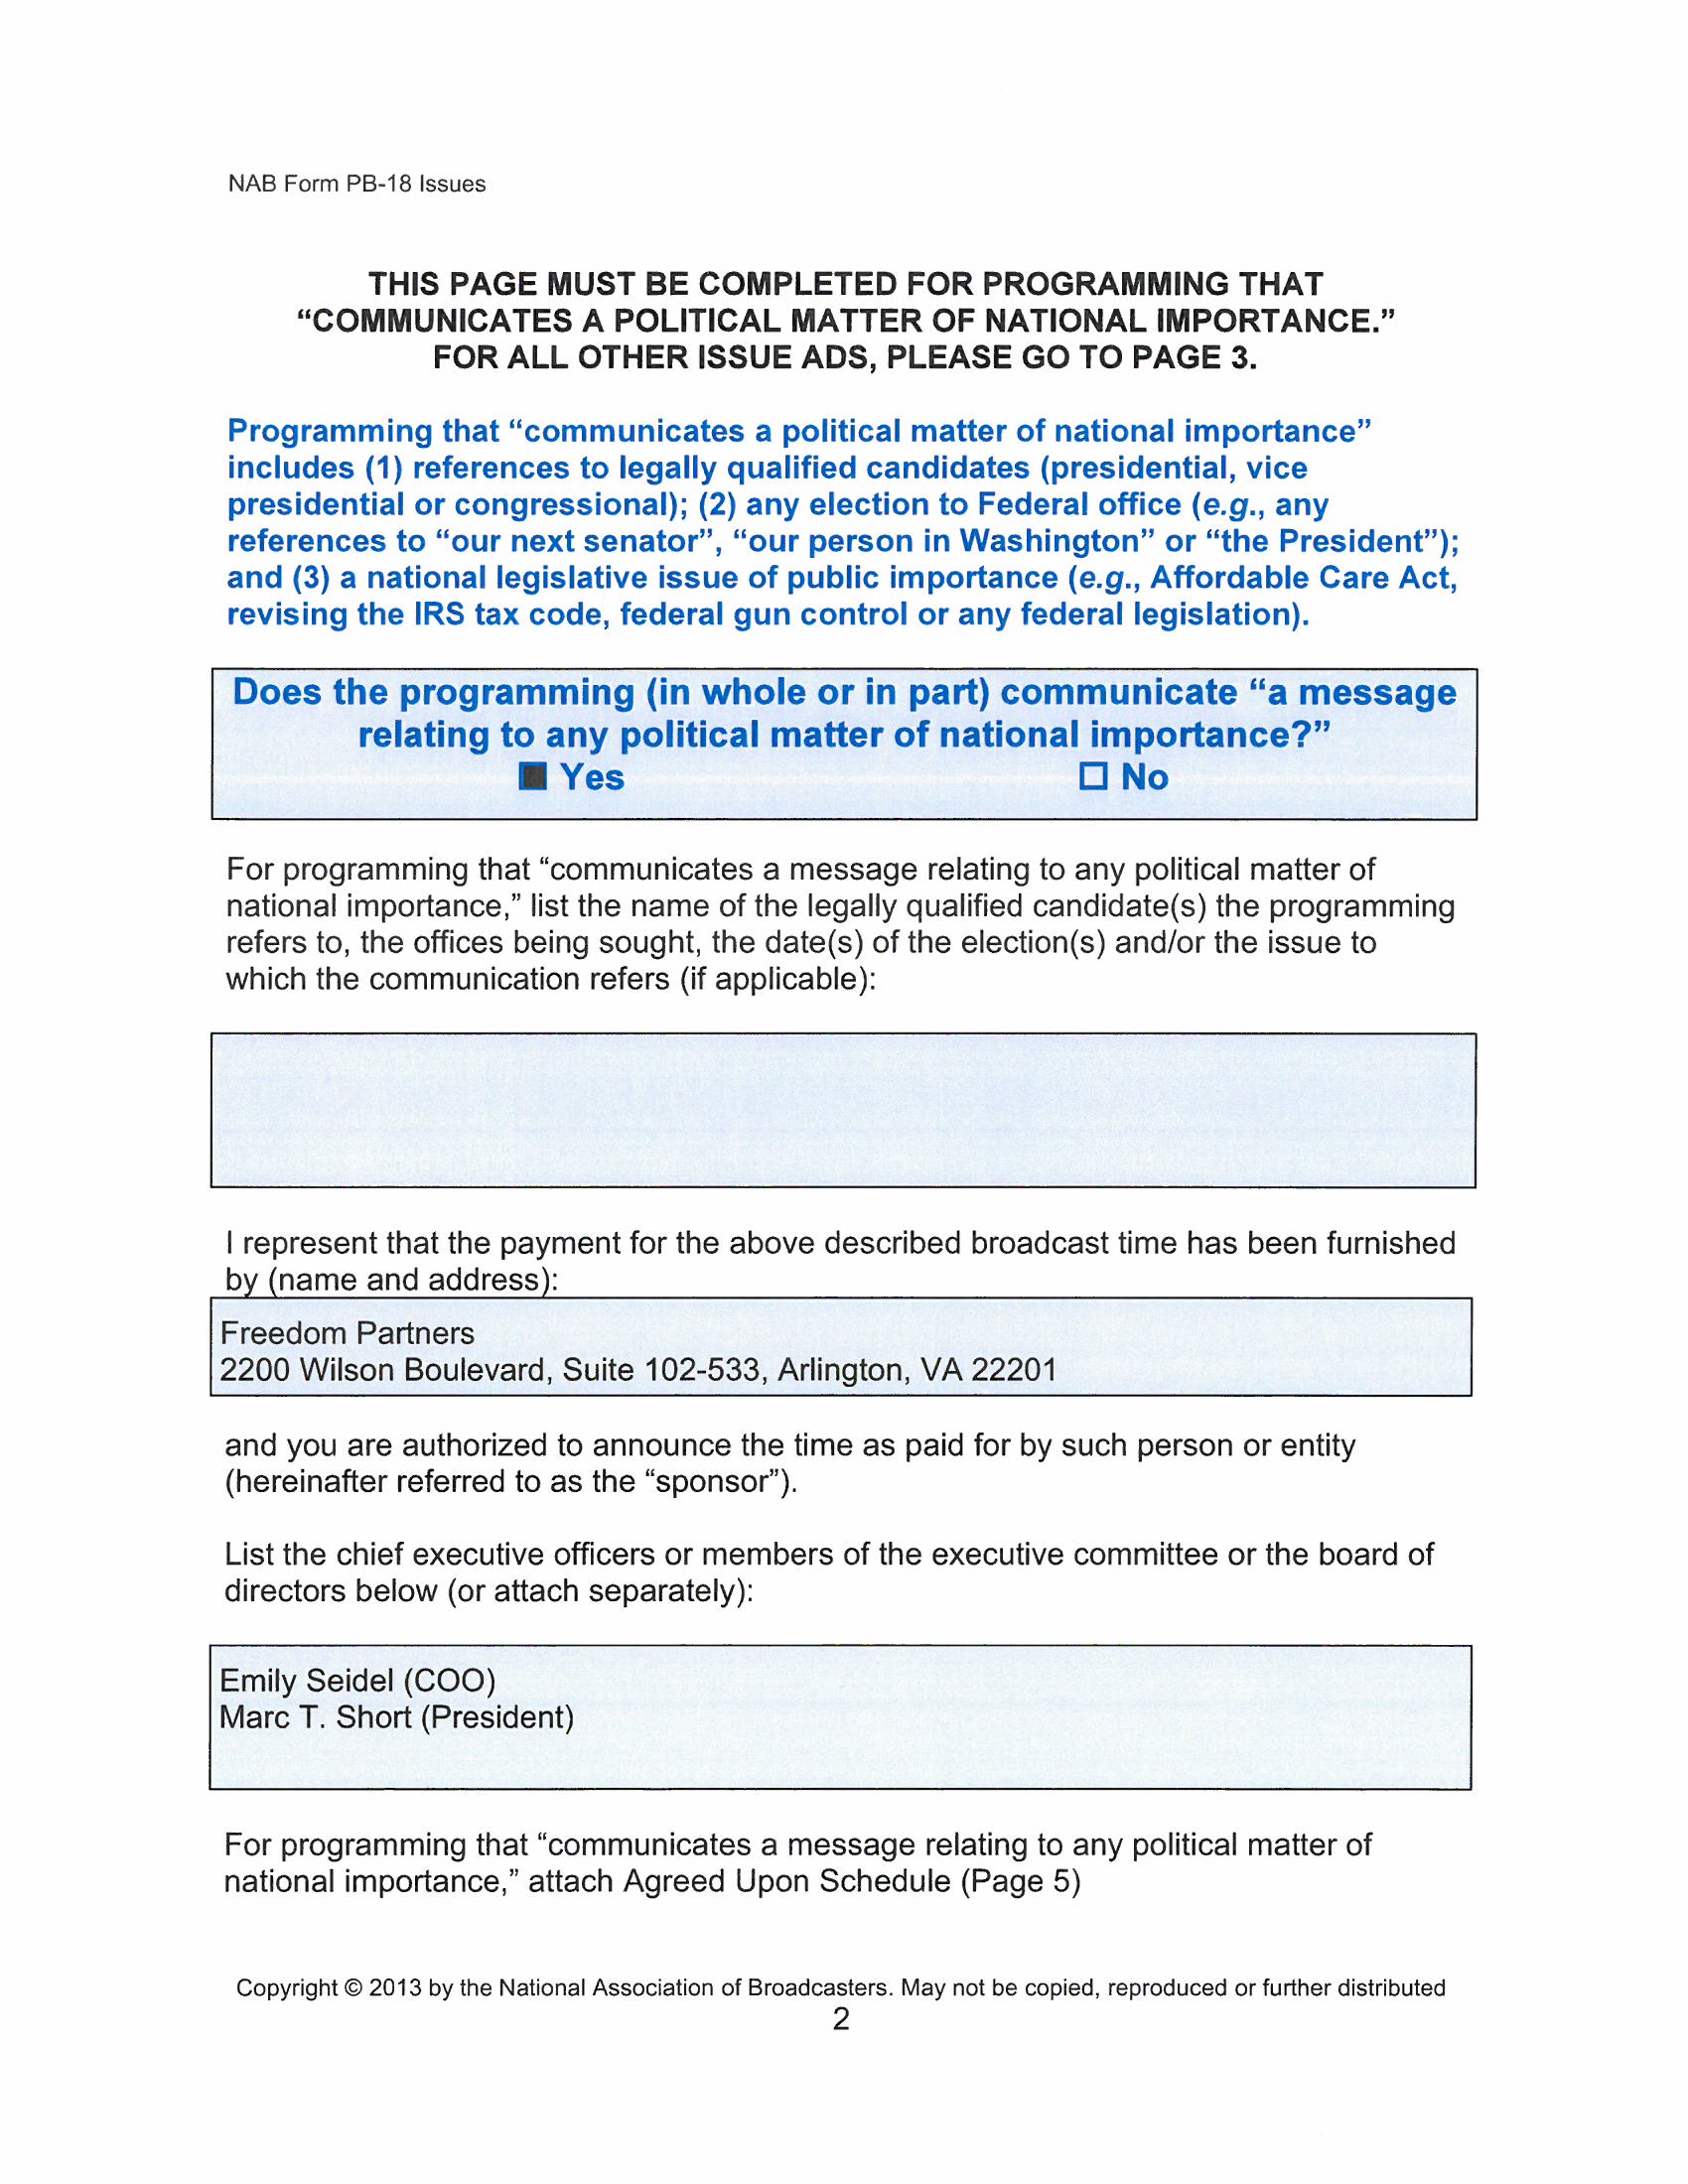 NAB Form PB-18 Issues
THIS PAGE MUST BE COMPLETED FOR PROGRAMMING THAT
“COMMUNICATES A POLITICAL MATTER OF NATIONAL IMPORTANCE.”
FOR ALL OTHER ISSUE ADS, PLEASE GO TO PAGE 3.
Programming that “communicates a political matter of national importance”
includes (1) references to legally qualified candidates (presidential, vice
presidential or congressional); (2) any election to Federal office (e.g., any
references to “our next senator”, “our person in Washington” or “the President”);
and (3) a national legislative issue of public importance (e.g., Affordable Care Act,
revising the IRS tax code, federal gun control or any federal legislation).
Does the programming (in whole or in part) communicate “a message
relating to any political matter of national importance?”
■ Yes ☐ No
For programming that “communicates a message relating to any political matter of
national importance,” list the name of the legally qualified candidate(s) the programming
refers to, the offices being sought, the date(s) of the election(s) and/or the issue to
which the communication refers (if applicable):
I represent that the payment for the above described broadcast time has been furnished
by (name and address):
Freedom Partners
2200 Wilson Boulevard, Suite 102-533, Arlington, VA 22201
and you are authorized to announce the time as paid for by such person or entity
(hereinafter referred to as the “sponsor”).
List the chief executive officers or members of the executive committee or the board of
directors below (or attach separately):
Emily Seidel (COO)
Marc T. Short (President)
For programming that “communicates a message relating to any political matter of
national importance,” attach Agreed Upon Schedule (Page 5)
Copyright © 2013 by the National Association of Broadcasters. May not be copied, reproduced or further distributed
2